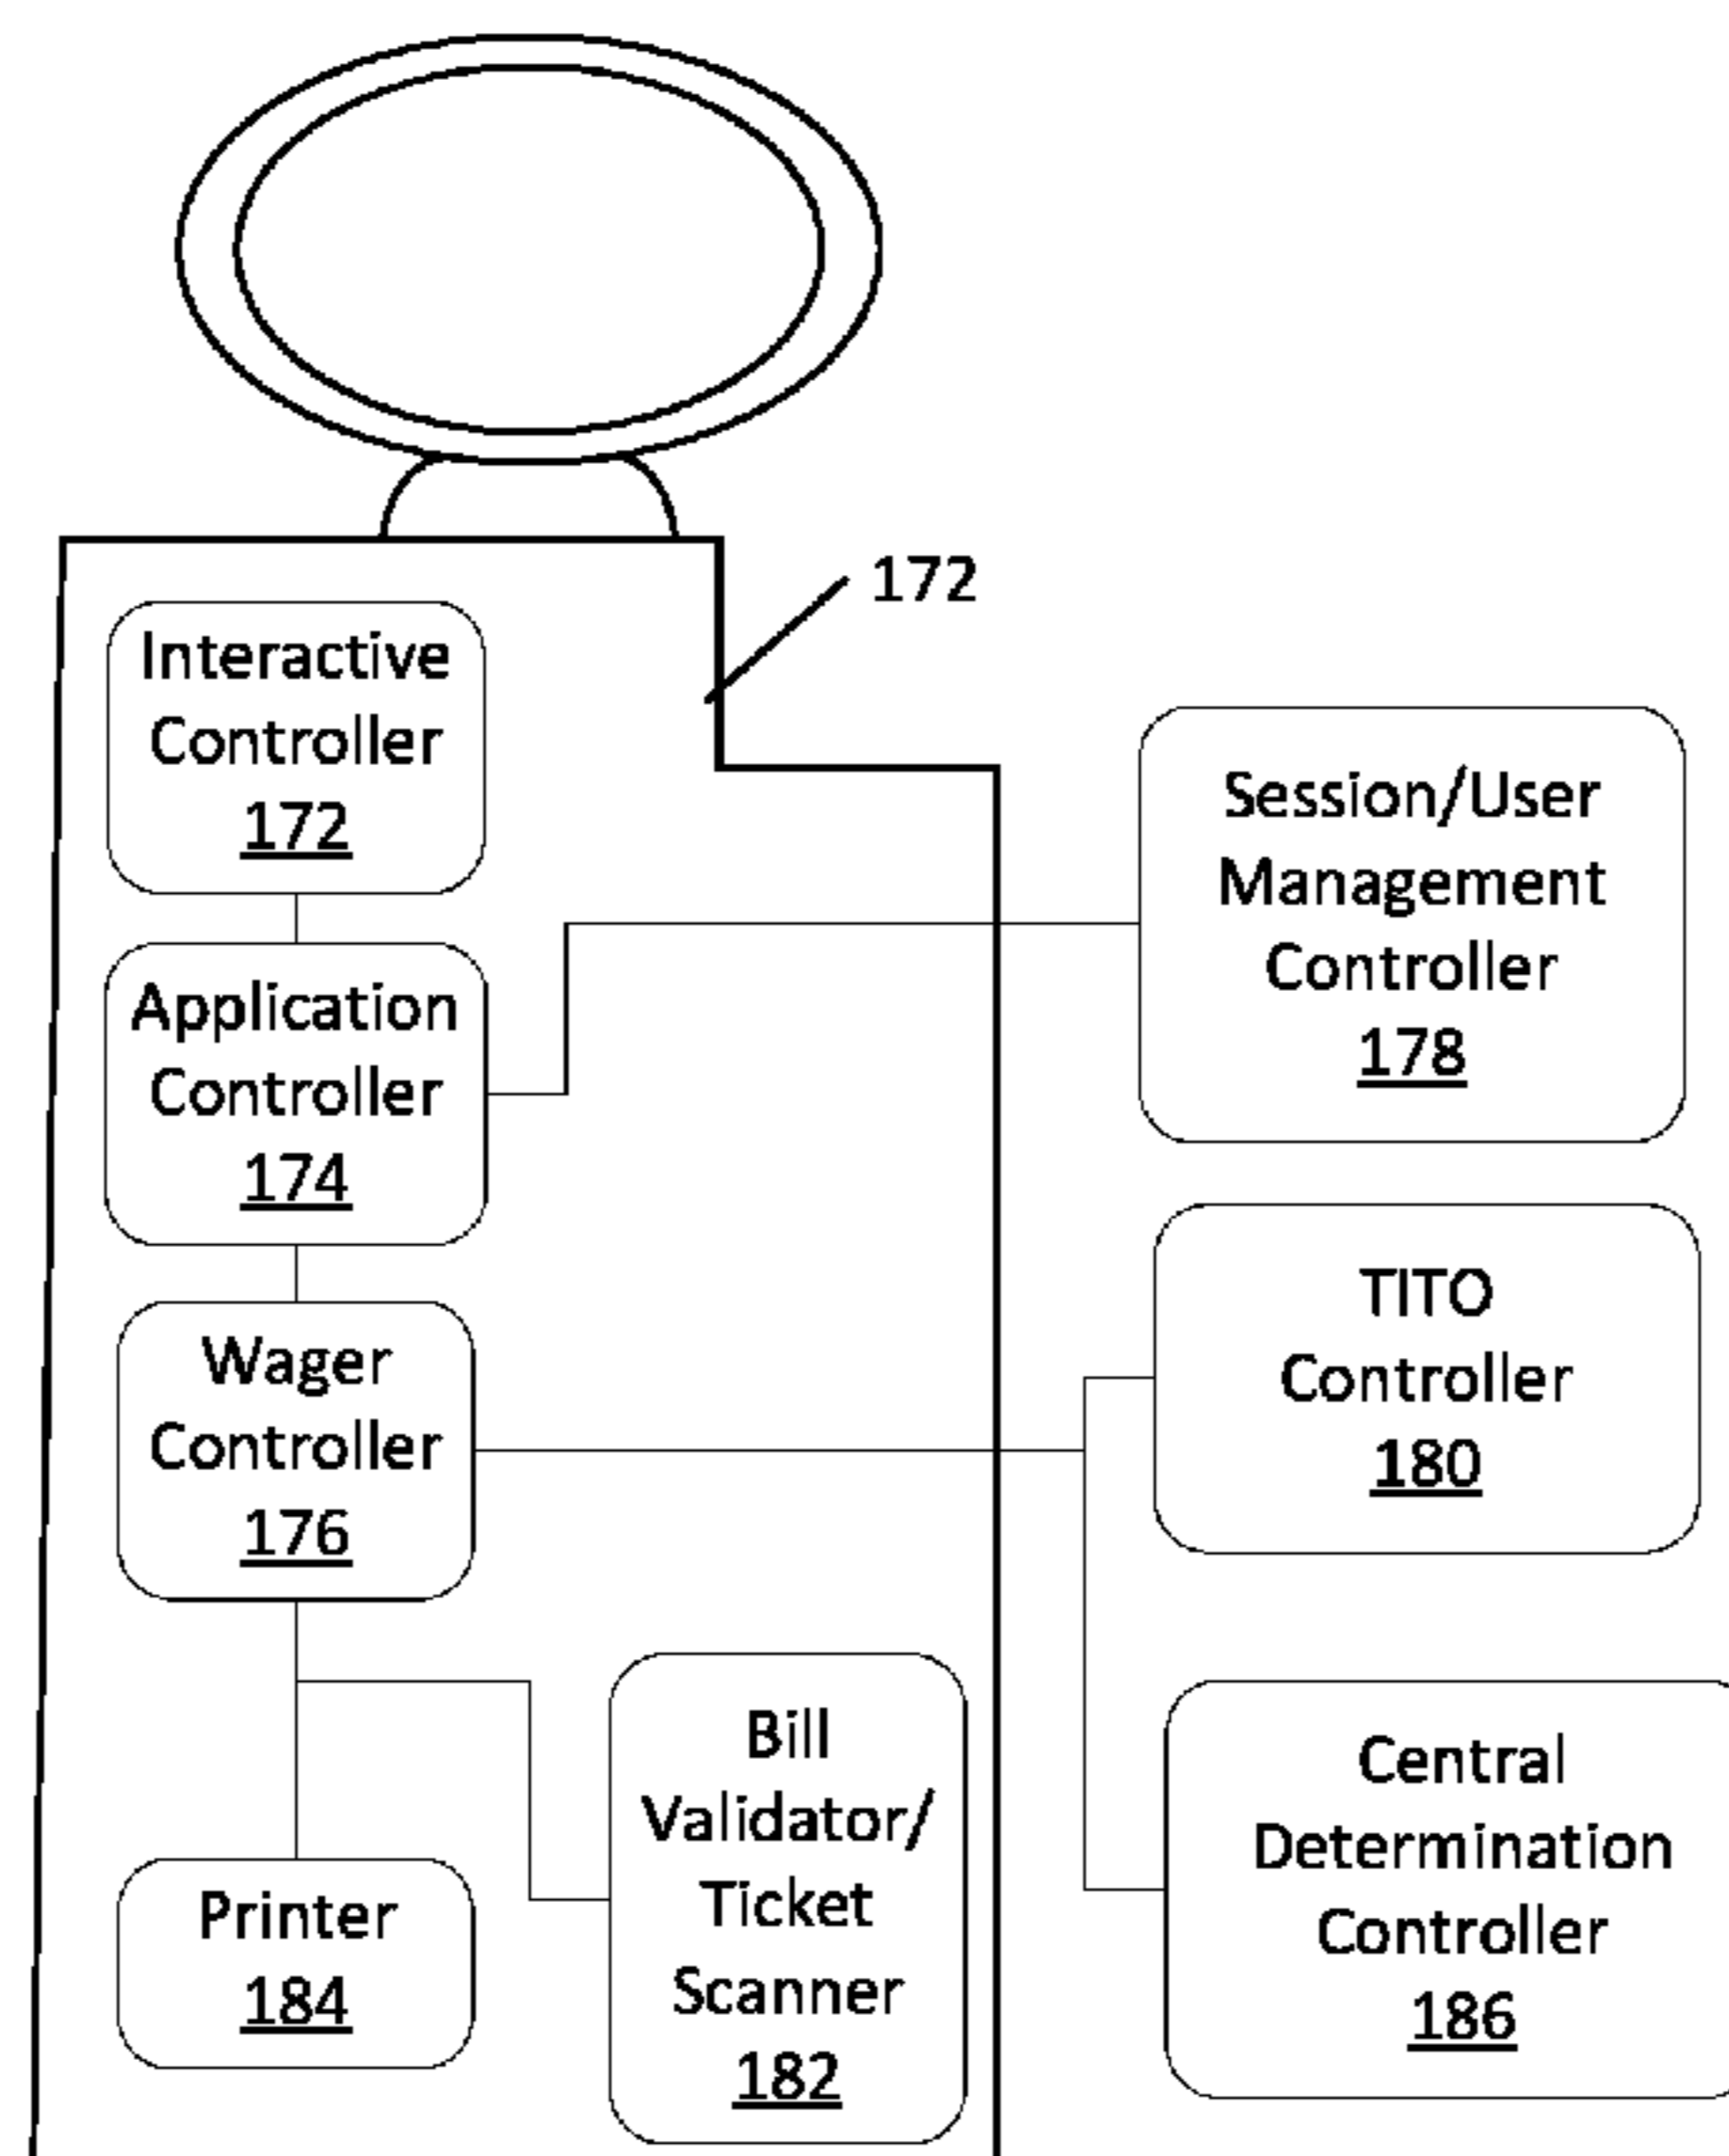 172
Interactive
Controller
172
Application
Controller
174
Wager
Controller
176
Printer
184
Bill
Validator/
Ticket
Scanner
182
Session/User
Management
Controller
178
TITO
Controller
180
Central
Determination
Controller
186